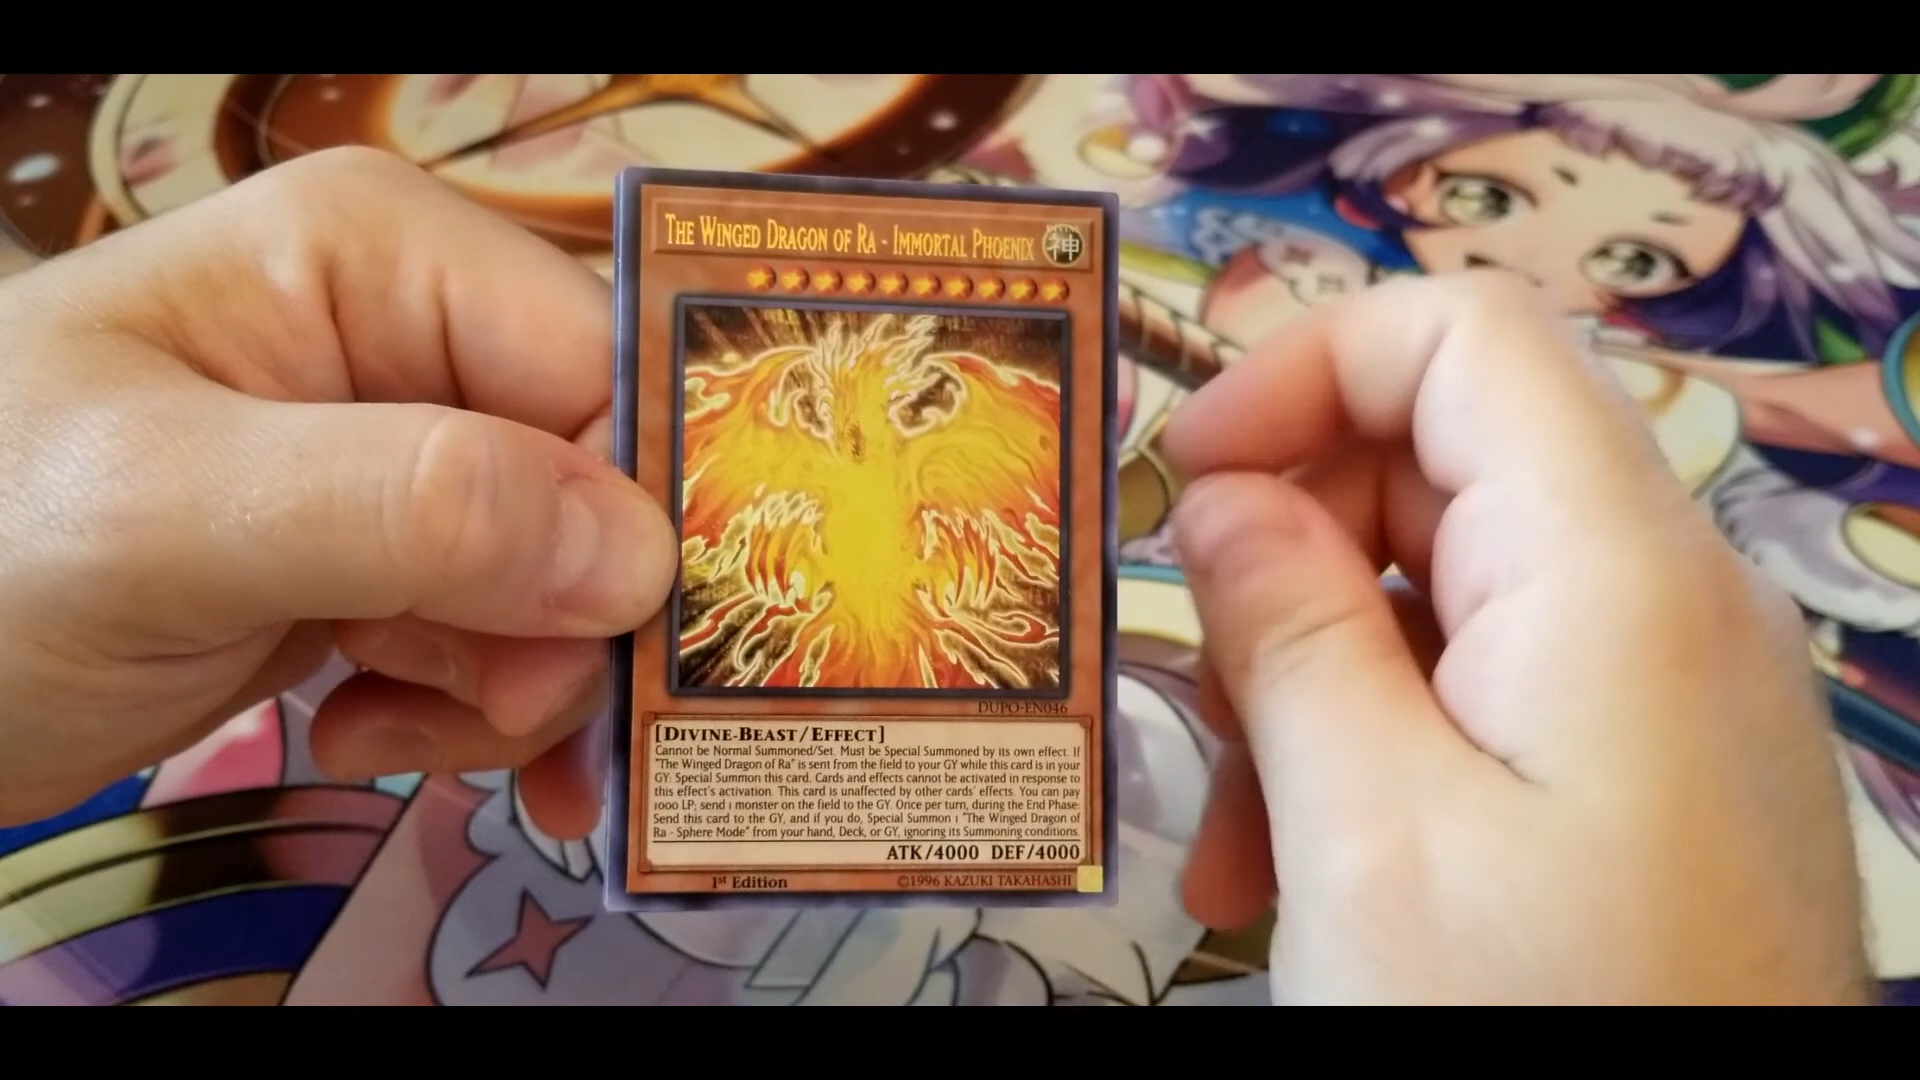 THE WINGED DRAGON OF RA - IMMORTAL PHOENIX
DIVINE
神
DUPO-EN046
[DIVINE-BEAST/EFFECT]
Cannot be Normal Summoned/Set. Must be Special Summoned by its own effect. If
"The Winged Dragon of Ra" is sent from the field to your GY while this card is in your
GY: Special Summon this card. Cards and effects cannot be activated in response to
this effect's activation. This card is unaffected by other cards' effects. You can pay
1000 LP; send 1 monster on the field to the GY. Once per turn, during the End Phase:
Send this card to the GY, and if you do, Special Summon 1 "The Winged Dragon of
Ra - Sphere Mode" from your hand, Deck, or GY, ignoring its Summoning conditions.
ATK/4000 DEF/4000
1st Edition
©1996 KAZUKI TAKAHASHI